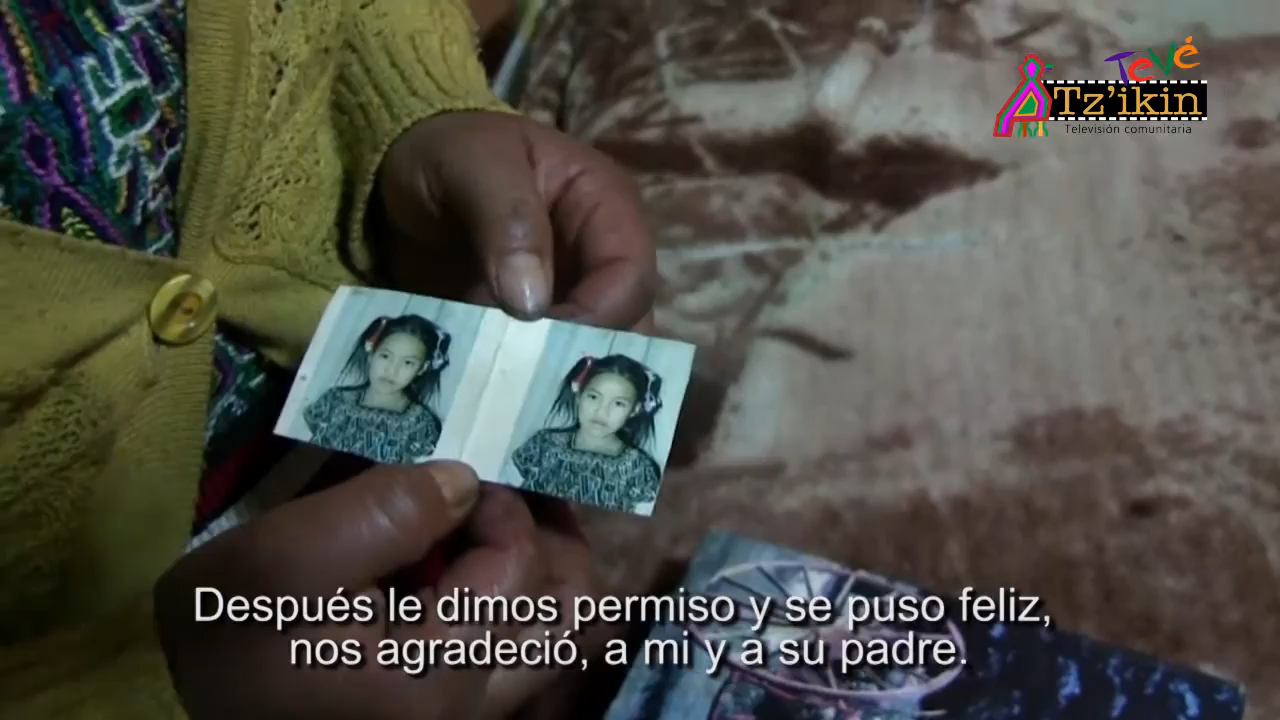 TeVé
Tz'ikin
Televisión comunitaria
Después le dimos permiso y se puso feliz,
nos agradeció, a mi y a su padre.